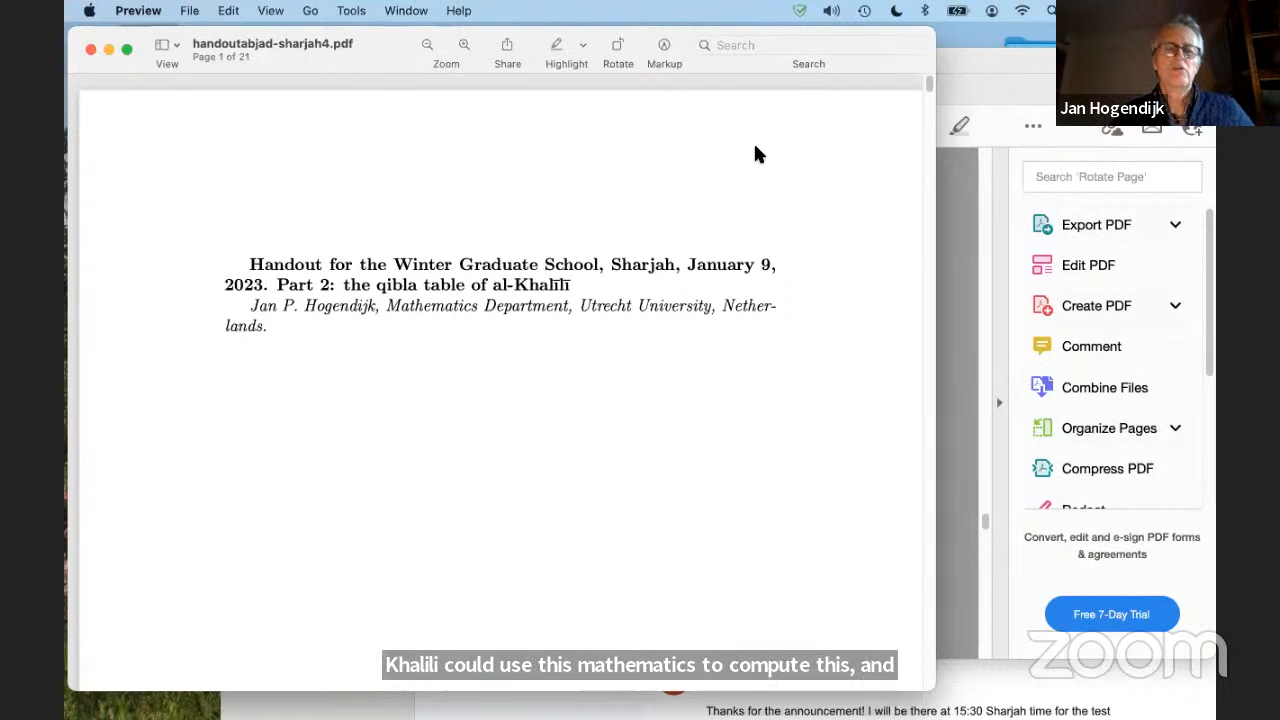 Preview File Edit View Go Tools Window Help
handoutabjad-sharjah4.pdf
Page 1 of 21
View
Zoom
Share
Highlight
Rotate
Markup
Search
Search
Jan Hogendijk
Handout for the Winter Graduate School, Sharjah, January 9,
2023. Part 2: the qibla table of al-Khalīlī
Jan P. Hogendijk, Mathematics Department, Utrecht University, Nether-
lands.
Search 'Rotate Page'
Export PDF
Edit PDF
Create PDF
Comment
Combine Files
Organize Pages
Compress PDF
Convert, edit and e-sign PDF forms
& agreements
Free 7-Day Trial
Khalili could use this mathematics to compute this, and
zoom
Thanks for the announcement! I will be there at 15:30 Sharjah time for the test